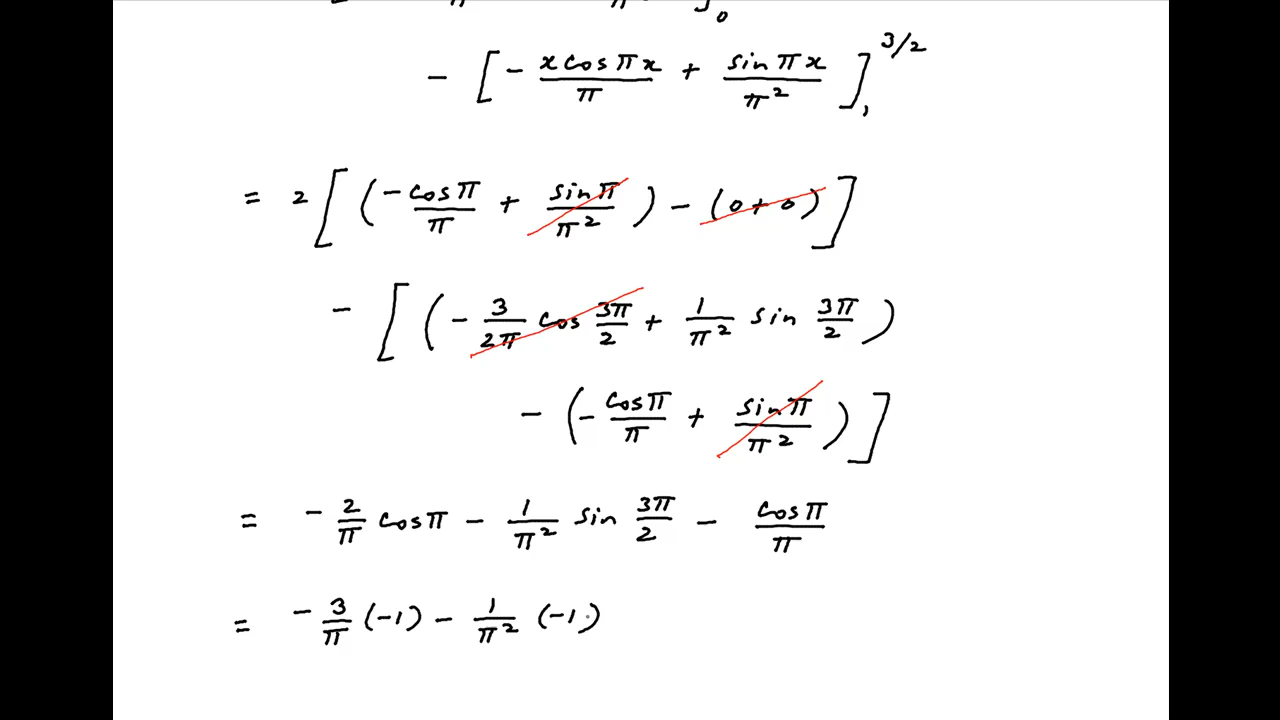 - [ - x cos πx / π + sin πx / π² ]₁^3/2
= 2 [ ( - cos π / π + sin π / π² ) - (0 + 0) ]
- [ ( - 3 / 2π cos 3π / 2 + 1 / π² sin 3π / 2 )
- ( - cos π / π + sin π / π² ) ]
= - 2 / π cos π - 1 / π² sin 3π / 2 - cos π / π
= - 3 / π (-1) - 1 / π² (-1)